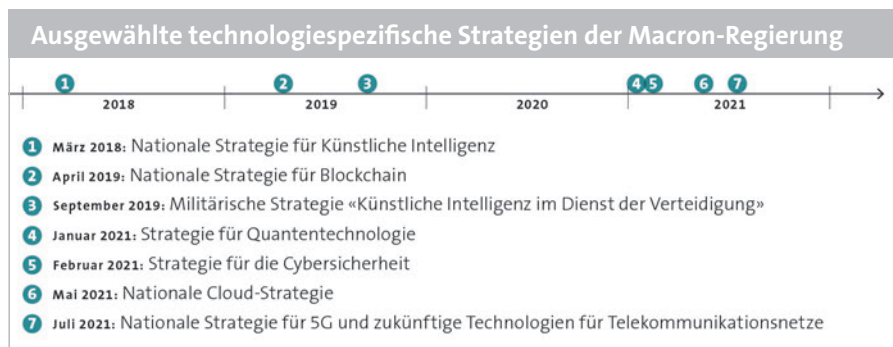 Ausgewählte technologiespezifische Strategien der Macron-Regierung
1 2 3 4 5 6 7
2018 2019 2020 2021
1 März 2018: Nationale Strategie für Künstliche Intelligenz
2 April 2019: Nationale Strategie für Blockchain
3 September 2019: Militärische Strategie «Künstliche Intelligenz im Dienst der Verteidigung»
4 Januar 2021: Strategie für Quantentechnologie
5 Februar 2021: Strategie für die Cybersicherheit
6 Mai 2021: Nationale Cloud-Strategie
7 Juli 2021: Nationale Strategie für 5G und zukünftige Technologien für Telekommunikationsnetze